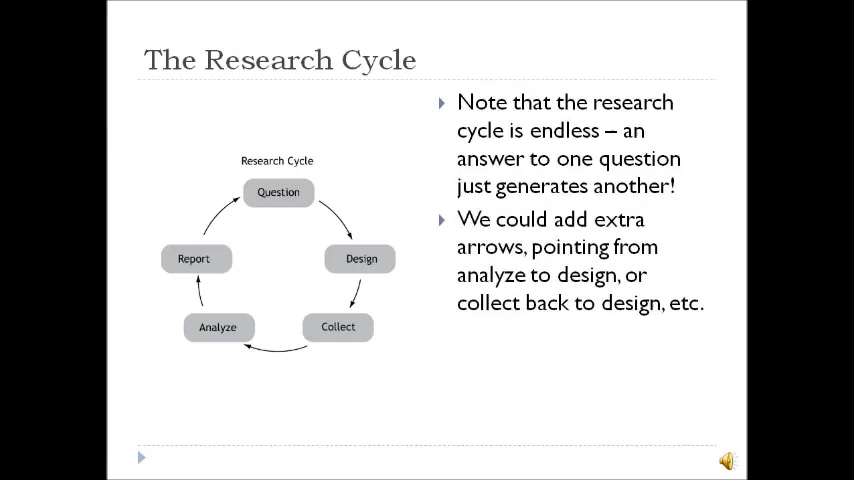 The Research Cycle
Research Cycle
Question
Report
Design
Analyze
Collect
Note that the research
cycle is endless – an
answer to one question
just generates another!
We could add extra
arrows, pointing from
analyze to design, or
collect back to design, etc.